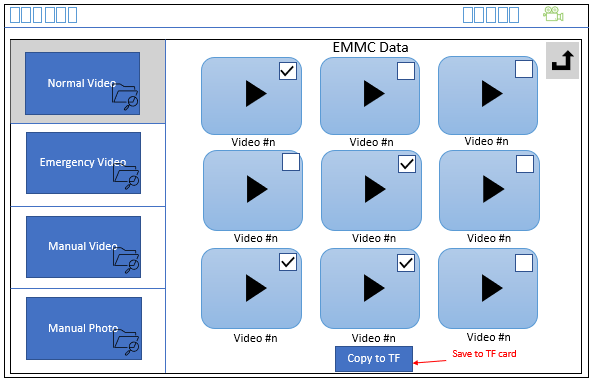 EMMC Data
Normal Video
Emergency Video
Manual Video
Manual Photo
Video #n
Video #n
Video #n
Video #n
Video #n
Video #n
Video #n
Video #n
Video #n
Copy to TF
Save to TF card